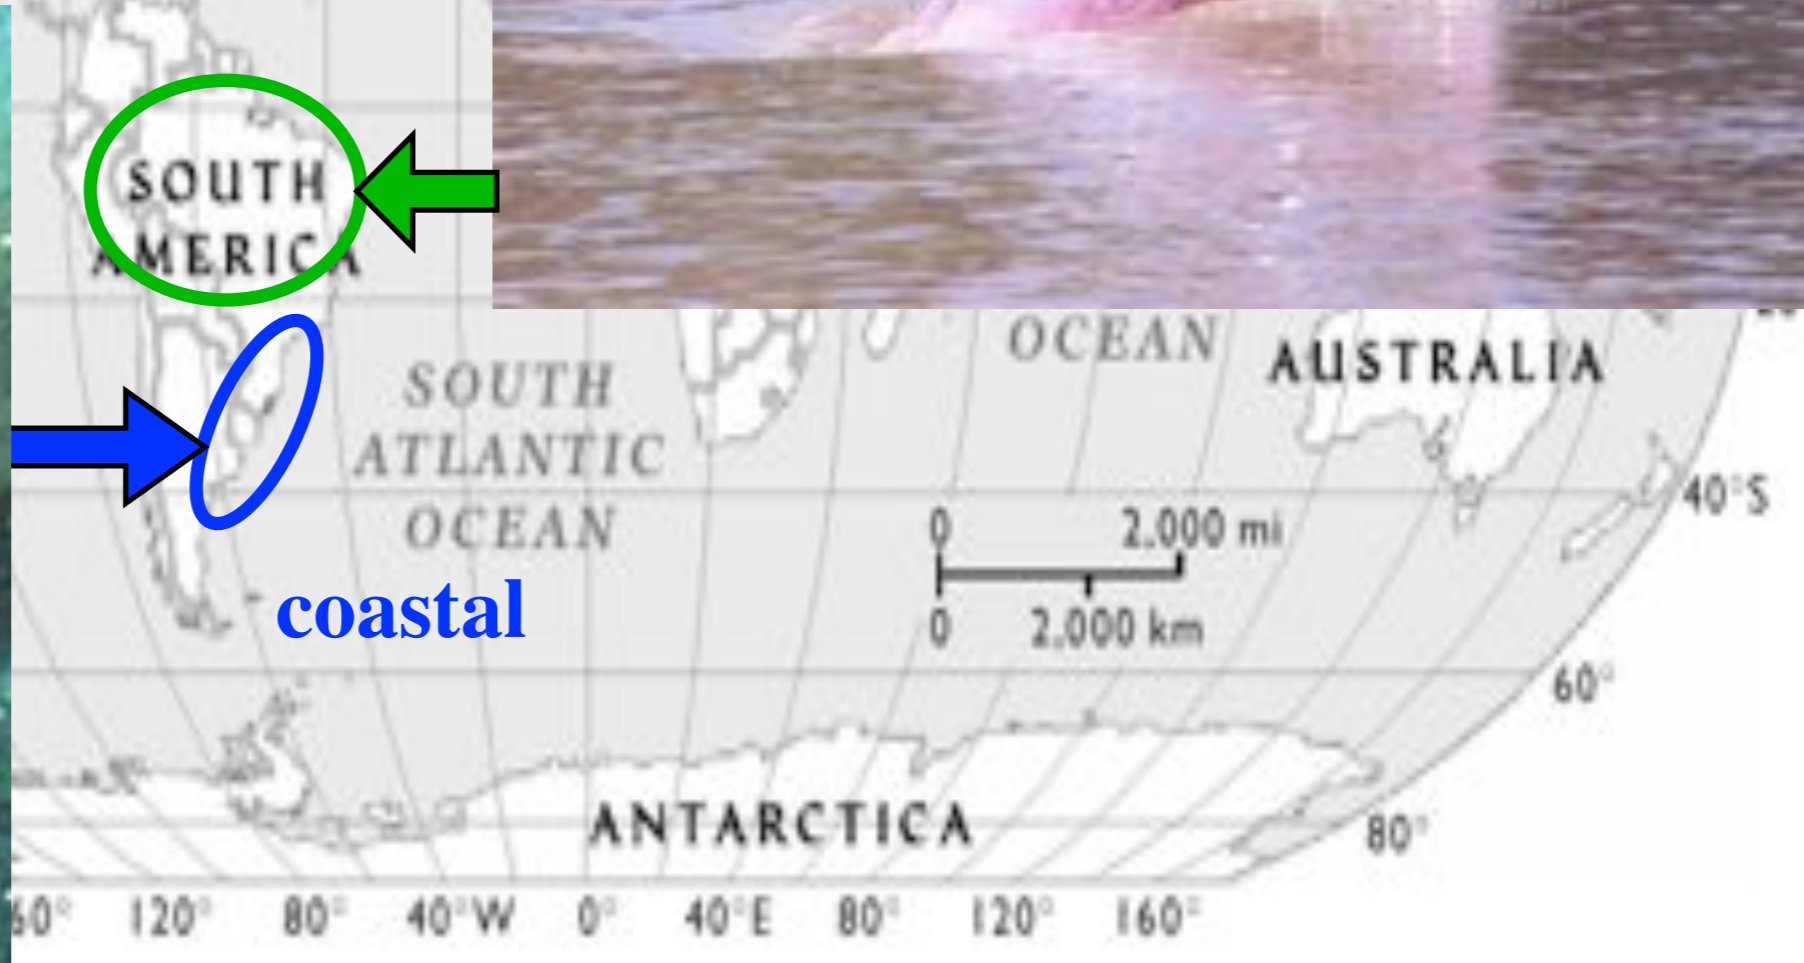 SOUTH
AMERICA
OCEAN
AUSTRALIA
SOUTH
ATLANTIC
OCEAN
40°S
0 2,000 mi
0 2,000 km
coastal
60°
ANTARCTICA
80°
120° 80° 40°W 0° 40°E 80° 120° 160°